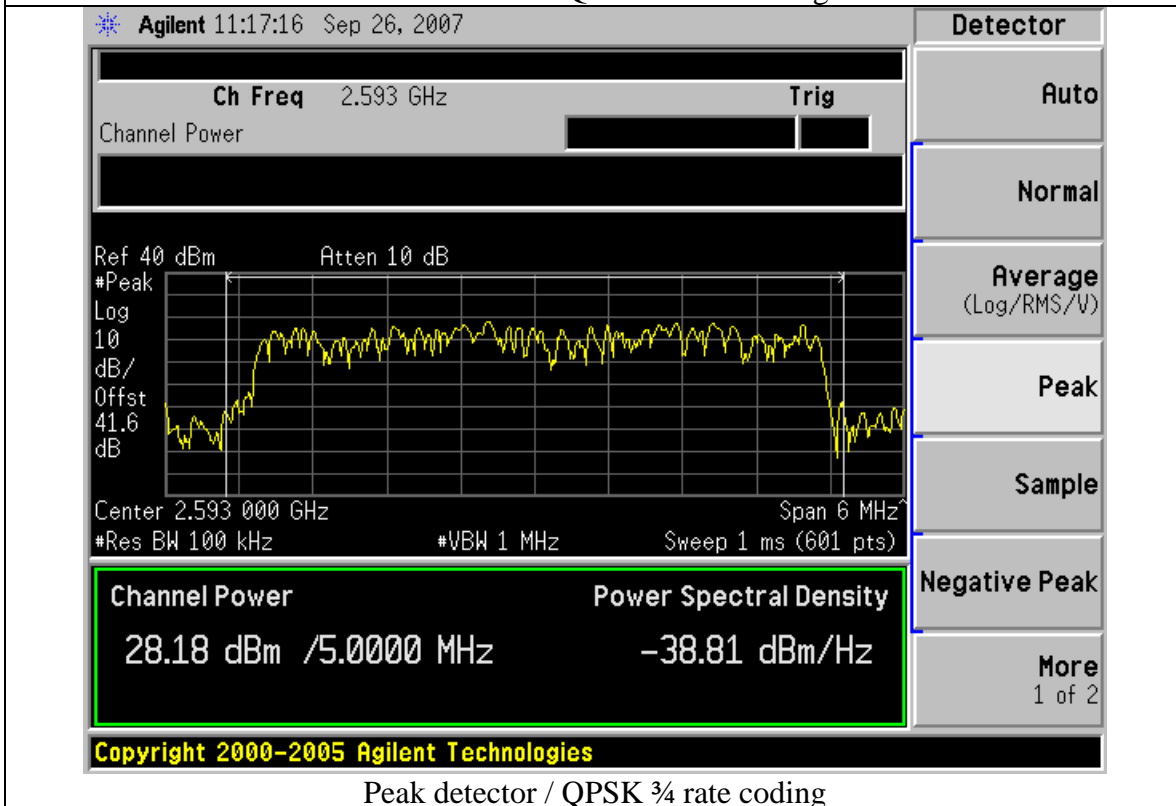 Agilent 11:17:16 Sep 26, 2007
Detector
Ch Freq 2.593 GHz Trig
Channel Power
Auto
Normal
Average
(Log/RMS/V)
Peak
Sample
Negative Peak
More
1 of 2
Ref 40 dBm Atten 10 dB
#Peak
Log
10
dB/
Offst
41.6
dB
Center 2.593 000 GHz Span 6 MHz^
#Res BW 100 kHz #VBW 1 MHz Sweep 1 ms (601 pts)
Channel Power Power Spectral Density
28.18 dBm /5.0000 MHz -38.81 dBm/Hz
Copyright 2000-2005 Agilent Technologies
Peak detector / QPSK ¾ rate coding